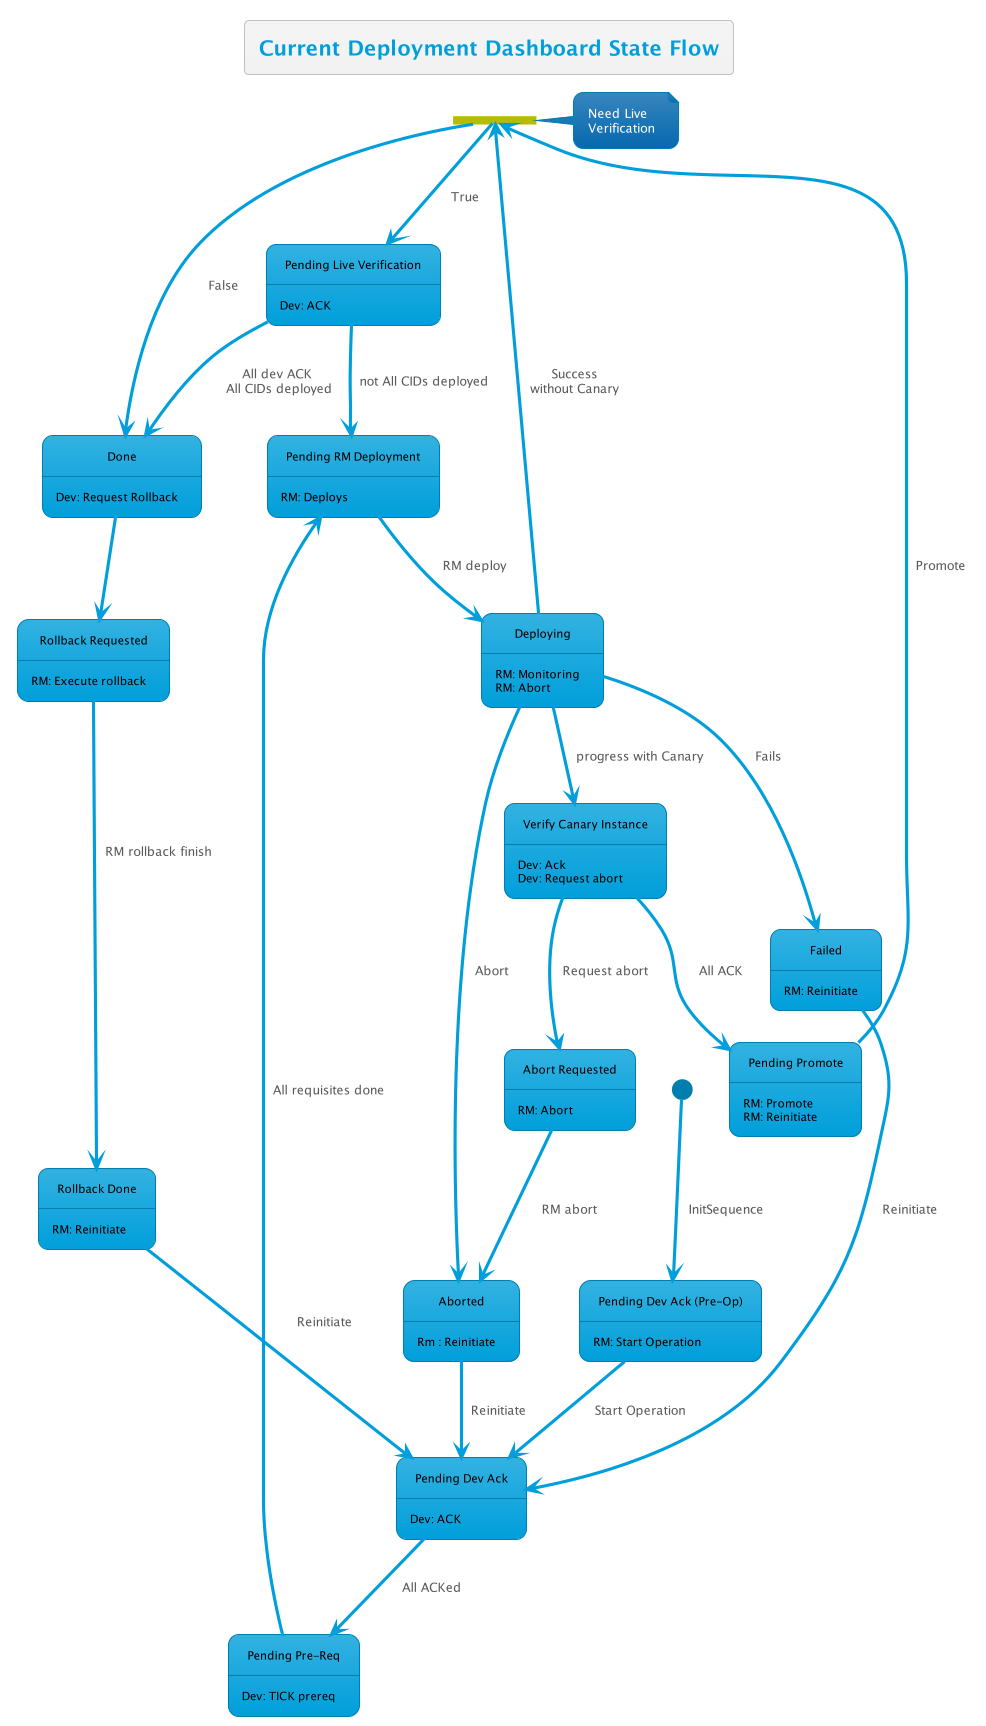 Current Deployment Dashboard State Flow
Need Live
Verification
True
Pending Live Verification
Dev: ACK
False
All dev ACK
All CIDs deployed
not All CIDs deployed
Success
without Canary
Done
Dev: Request Rollback
Pending RM Deployment
RM: Deploys
RM deploy
Promote
Rollback Requested
RM: Execute rollback
Deploying
RM: Monitoring
RM: Abort
progress with Canary
Fails
Verify Canary Instance
Dev: Ack
Dev: Request abort
RM rollback finish
Failed
RM: Reinitiate
Abort
Request abort
All ACK
Abort Requested
RM: Abort
Pending Promote
RM: Promote
RM: Reinitiate
All requisites done
Rollback Done
RM: Reinitiate
RM abort
InitSequence
Reinitiate
Aborted
Rm : Reinitiate
Pending Dev Ack (Pre-Op)
RM: Start Operation
Reinitiate
Reinitiate
Start Operation
Pending Dev Ack
Dev: ACK
All ACKed
Pending Pre-Req
Dev: TICK prereq